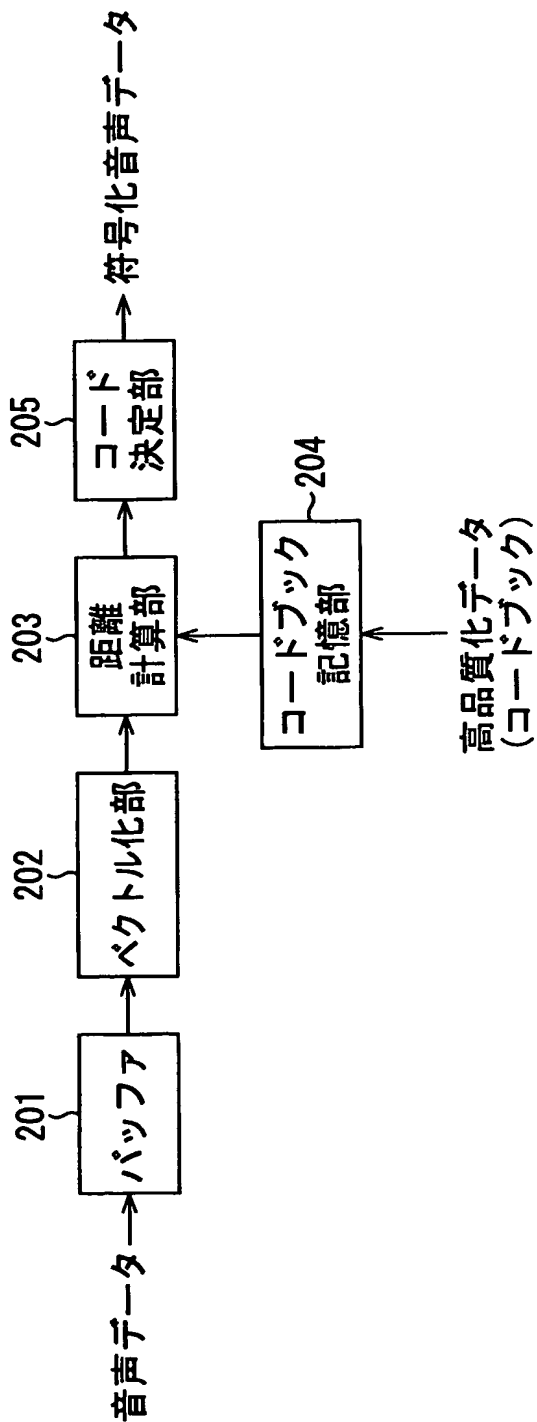 音声データ
201
バッファ
202
ベクトル化部
203
距離
計算部
205
コード
決定部
符号化音声データ
204
コードブック
記憶部
高品質化データ
(コードブック)